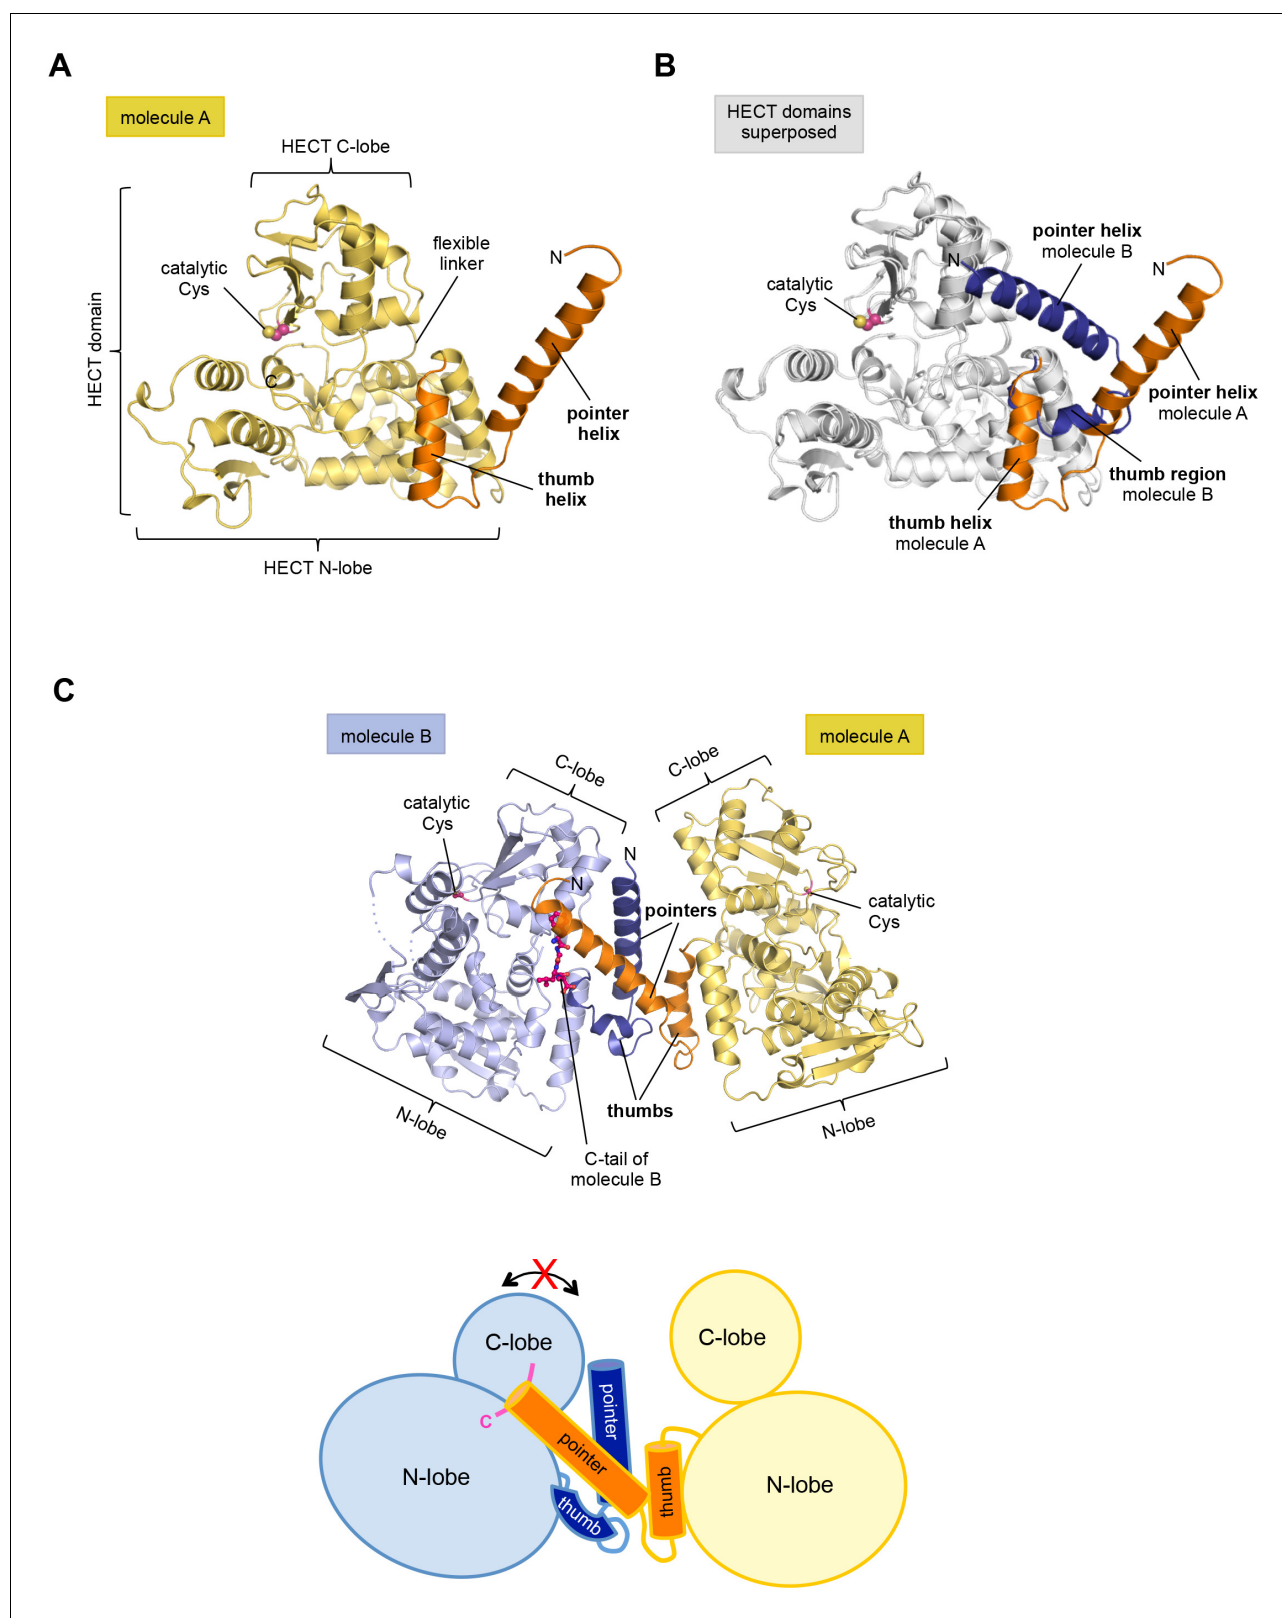 A
molecule A
HECT C-lobe
HECT domain
catalytic
Cys
flexible
linker
N
C
pointer
helix
thumb
helix
HECT N-lobe
B
HECT domains
superposed
pointer helix
molecule B
N
N
catalytic
Cys
pointer helix
molecule A
thumb region
molecule B
thumb helix
molecule A
C
molecule B
molecule A
C-lobe
C-lobe
catalytic
Cys
N
N
pointers
catalytic
Cys
thumbs
N-lobe
N-lobe
C-tail of
molecule B
X
C-lobe
C-lobe
pointer
C
pointer
thumb
thumb
N-lobe
N-lobe